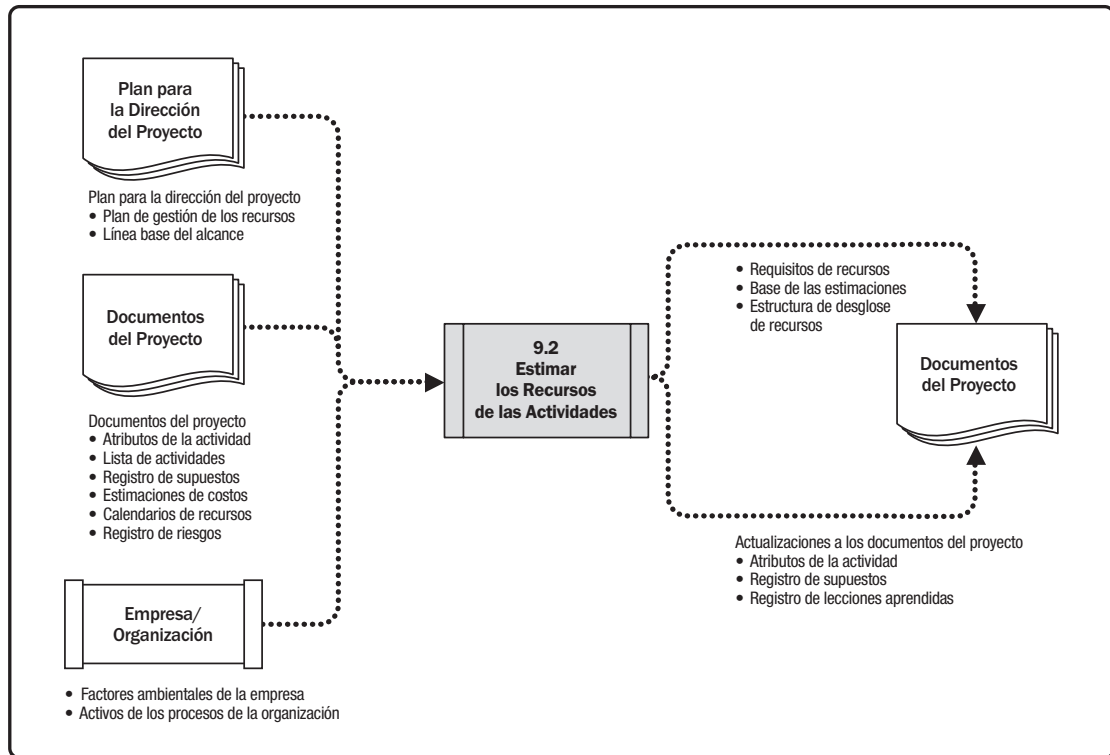 Plan para
la Dirección
del Proyecto
Plan para la dirección del proyecto
• Plan de gestión de los recursos
• Línea base del alcance
Documentos
del Proyecto
Documentos del proyecto
• Atributos de la actividad
• Lista de actividades
• Registro de supuestos
• Estimaciones de costos
• Calendarios de recursos
• Registro de riesgos
Empresa/
Organización
• Factores ambientales de la empresa
• Activos de los procesos de la organización
9.2
Estimar
los Recursos
de las Actividades
• Requisitos de recursos
• Base de las estimaciones
• Estructura de desglose
de recursos
Documentos
del Proyecto
Actualizaciones a los documentos del proyecto
• Atributos de la actividad
• Registro de supuestos
• Registro de lecciones aprendidas